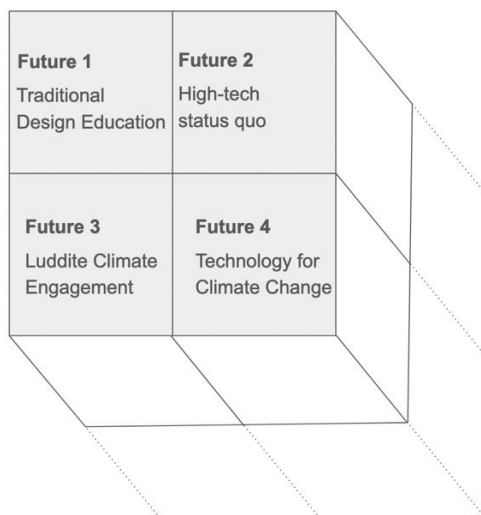 Future 1
Traditional
Design Education
Future 2
High-tech
status quo
Future 3
Luddite Climate
Engagement
Future 4
Technology for
Climate Change